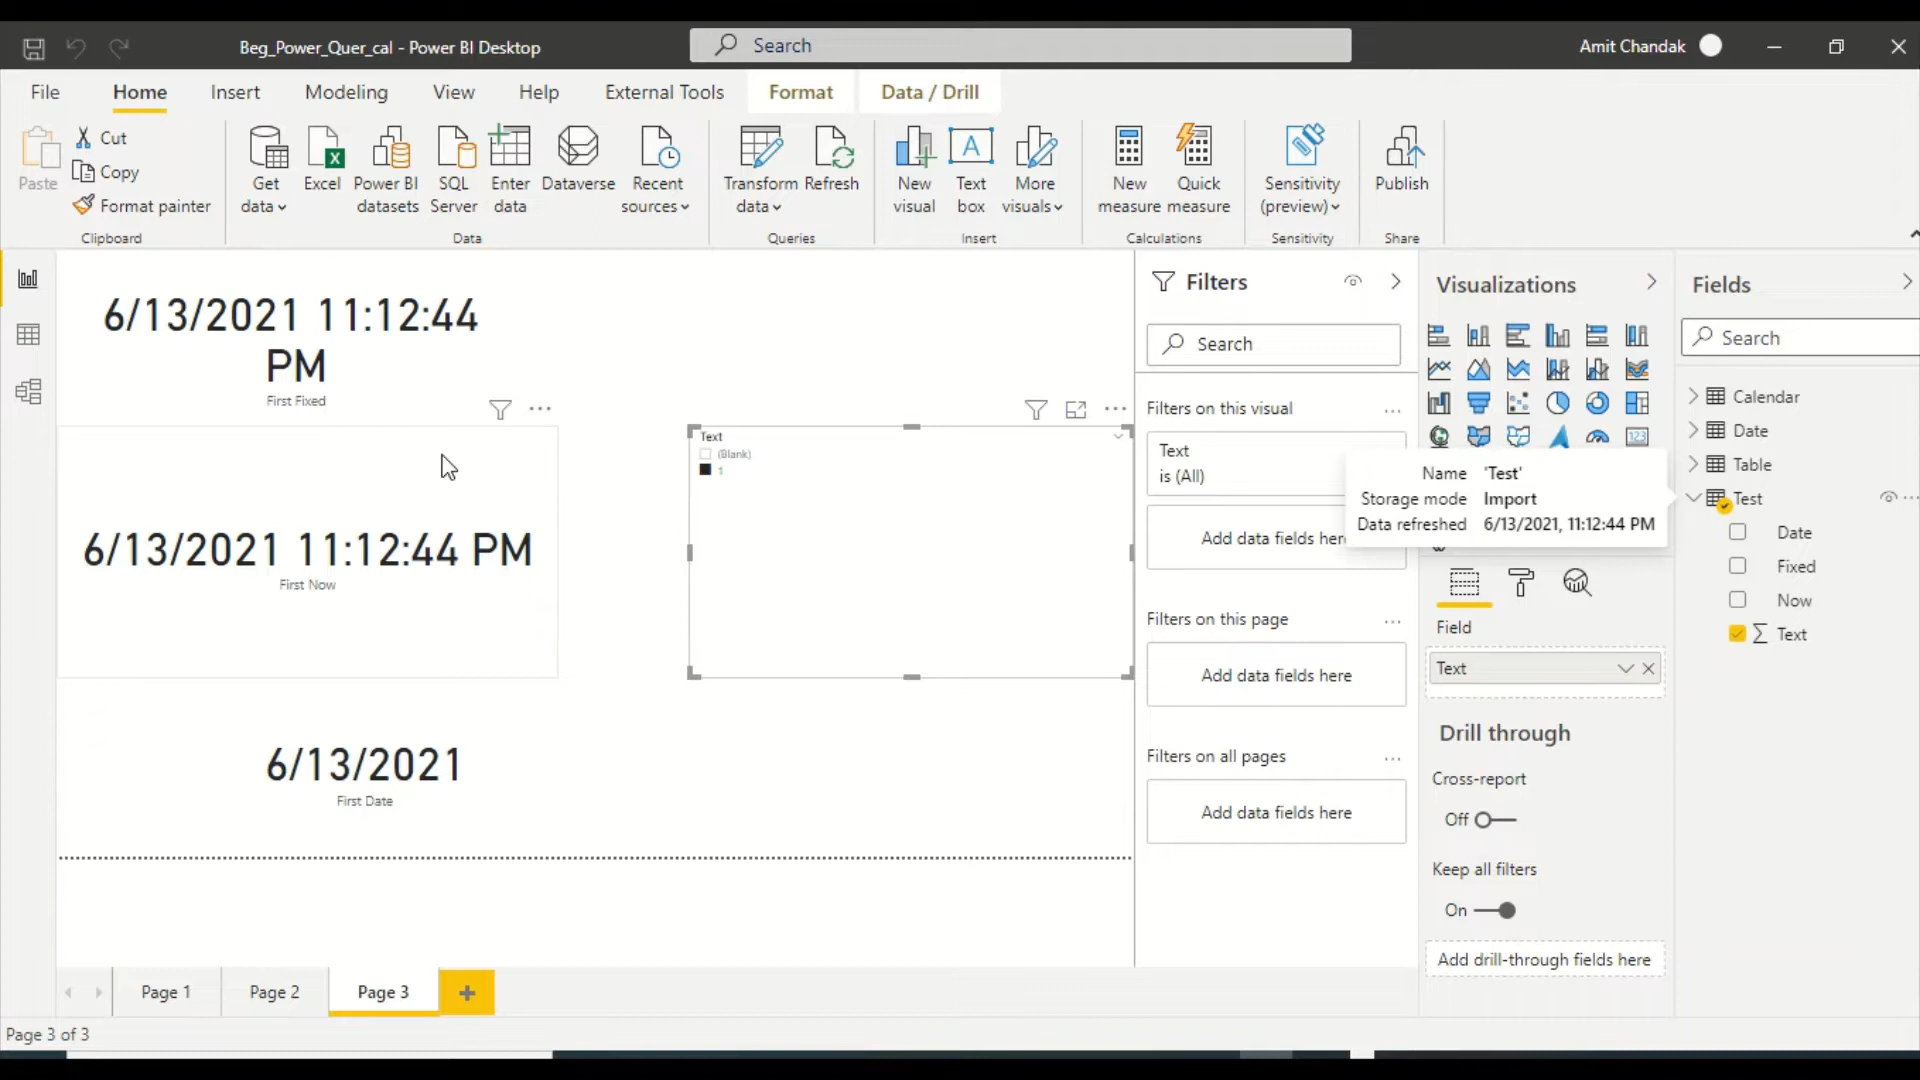 Beg_Power_Quer_cal - Power BI Desktop
Search
Amit Chandak
File
Home
Insert
Modeling
View
Help
External Tools
Format
Data / Drill
Paste
Cut
Copy
Format painter
Clipboard
Get data
Excel
Power BI datasets
SQL Server
Enter data
Dataverse
Recent sources
Data
Transform data
Refresh
Queries
New visual
Text box
More visuals
Insert
New measure
Quick measure
Calculations
Sensitivity (preview)
Sensitivity
Publish
Share
6/13/2021 11:12:44
PM
First Fixed
6/13/2021 11:12:44 PM
First Now
6/13/2021
First Date
Text
(Blank)
1
Filters
Search
Filters on this visual
Text
is (All)
Add data fields here
Filters on this page
Add data fields here
Filters on all pages
Add data fields here
Visualizations
123
Name 'Test'
Storage mode Import
Data refreshed 6/13/2021, 11:12:44 PM
Field
Text
Drill through
Cross-report
Off
Keep all filters
On
Add drill-through fields here
Fields
Search
Calendar
Date
Table
Test
Date
Fixed
Now
Text
Page 1
Page 2
Page 3
Page 3 of 3